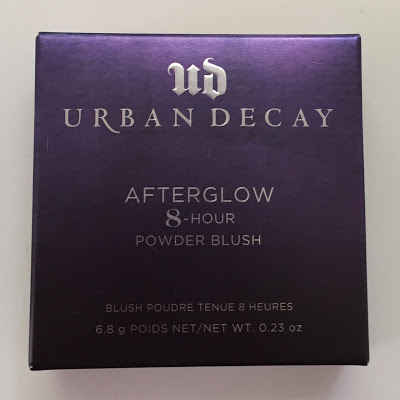 ud
URBAN DECAY
AFTERGLOW
8-HOUR
POWDER BLUSH
BLUSH POUDRE TENUE 8 HEURES
6.8 g POIDS NET/NET WT. 0.23 oz